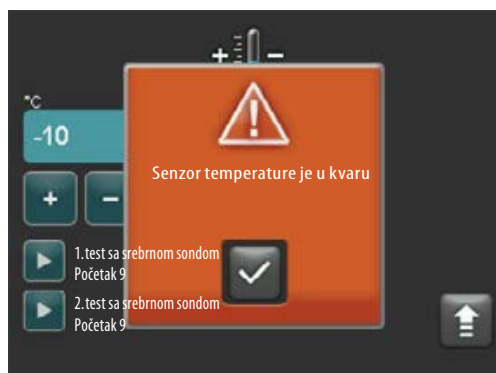 °C
-10
Senzor temperature je u kvaru
1.test sa srebrnom sondom
Početak 9
2.test sa srebrnom sondom
Početak 9